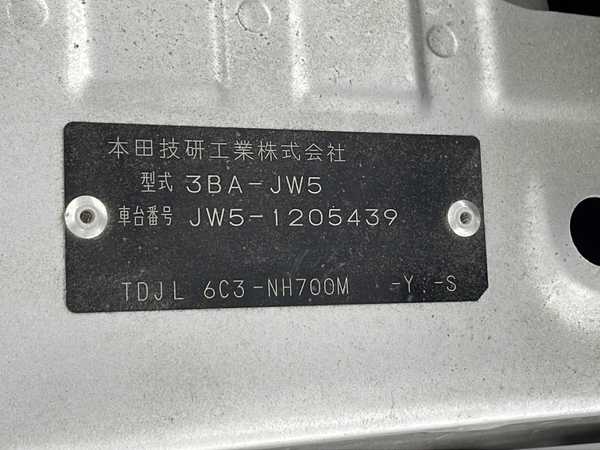 本田技研工業株式会社
型式 3BA-JW5
車台番号 JW5-1205439
TDJL 6C3-NH700M -Y -S